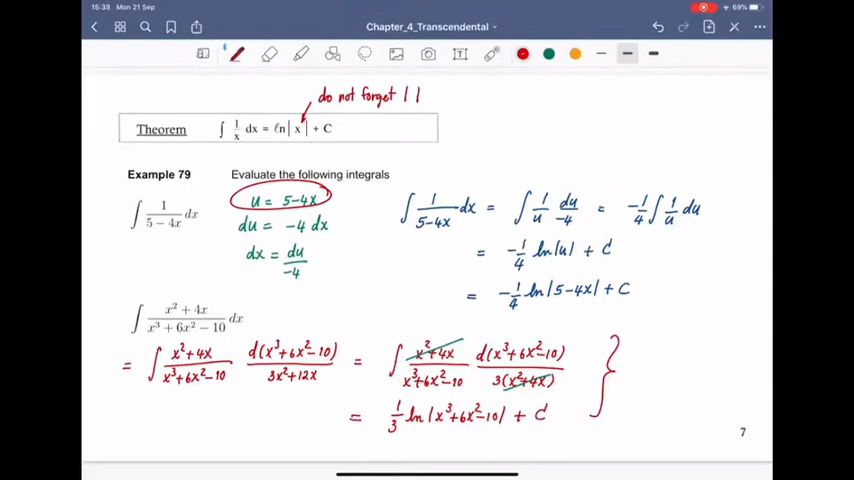 15:38 Mon 21 Sep
69%
Chapter_4_Transcendental
do not forget | |
Theorem ∫ 1/x dx = ln|x| + C
Example 79 Evaluate the following integrals
∫ 1/(5 − 4x) dx
u = 5-4x
du = -4 dx
dx = du/-4
∫ 1/(5-4x) dx = ∫ 1/u du/-4 = -1/4 ∫ 1/u du
= -1/4 ln|u| + C
= -1/4 ln|5-4x| + C
∫ (x² + 4x)/(x³ + 6x² − 10) dx
= ∫ (x²+4x)/(x³+6x²-10) d(x³+6x²-10)/(3x²+12x) = ∫ (x²+4x)/(x³+6x²-10) d(x³+6x²-10)/(3(x²+4x))
= 1/3 ln|x³+6x²-10| + C
7